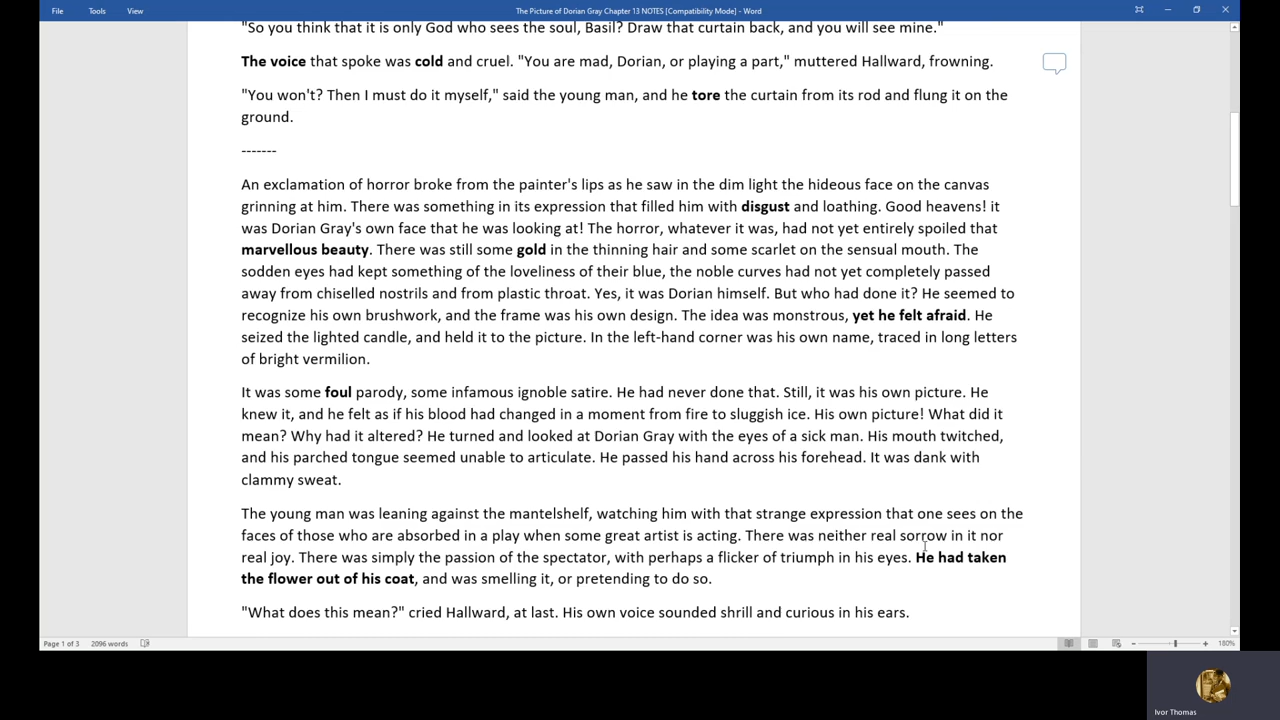 File Tools View The Picture of Dorian Gray Chapter 13 NOTES [Compatibility Mode] - Word
"So you think that it is only God who sees the soul, Basil? Draw that curtain back, and you will see mine."
The voice that spoke was cold and cruel. "You are mad, Dorian, or playing a part," muttered Hallward, frowning.
"You won't? Then I must do it myself," said the young man, and he tore the curtain from its rod and flung it on the
ground.
-------
An exclamation of horror broke from the painter's lips as he saw in the dim light the hideous face on the canvas
grinning at him. There was something in its expression that filled him with disgust and loathing. Good heavens! it
was Dorian Gray's own face that he was looking at! The horror, whatever it was, had not yet entirely spoiled that
marvellous beauty. There was still some gold in the thinning hair and some scarlet on the sensual mouth. The
sodden eyes had kept something of the loveliness of their blue, the noble curves had not yet completely passed
away from chiselled nostrils and from plastic throat. Yes, it was Dorian himself. But who had done it? He seemed to
recognize his own brushwork, and the frame was his own design. The idea was monstrous, yet he felt afraid. He
seized the lighted candle, and held it to the picture. In the left-hand corner was his own name, traced in long letters
of bright vermilion.
It was some foul parody, some infamous ignoble satire. He had never done that. Still, it was his own picture. He
knew it, and he felt as if his blood had changed in a moment from fire to sluggish ice. His own picture! What did it
mean? Why had it altered? He turned and looked at Dorian Gray with the eyes of a sick man. His mouth twitched,
and his parched tongue seemed unable to articulate. He passed his hand across his forehead. It was dank with
clammy sweat.
The young man was leaning against the mantelshelf, watching him with that strange expression that one sees on the
faces of those who are absorbed in a play when some great artist is acting. There was neither real sorrow in it nor
real joy. There was simply the passion of the spectator, with perhaps a flicker of triumph in his eyes. He had taken
the flower out of his coat, and was smelling it, or pretending to do so.
"What does this mean?" cried Hallward, at last. His own voice sounded shrill and curious in his ears.
Page 1 of 3 2096 words 180%
Ivor Thomas